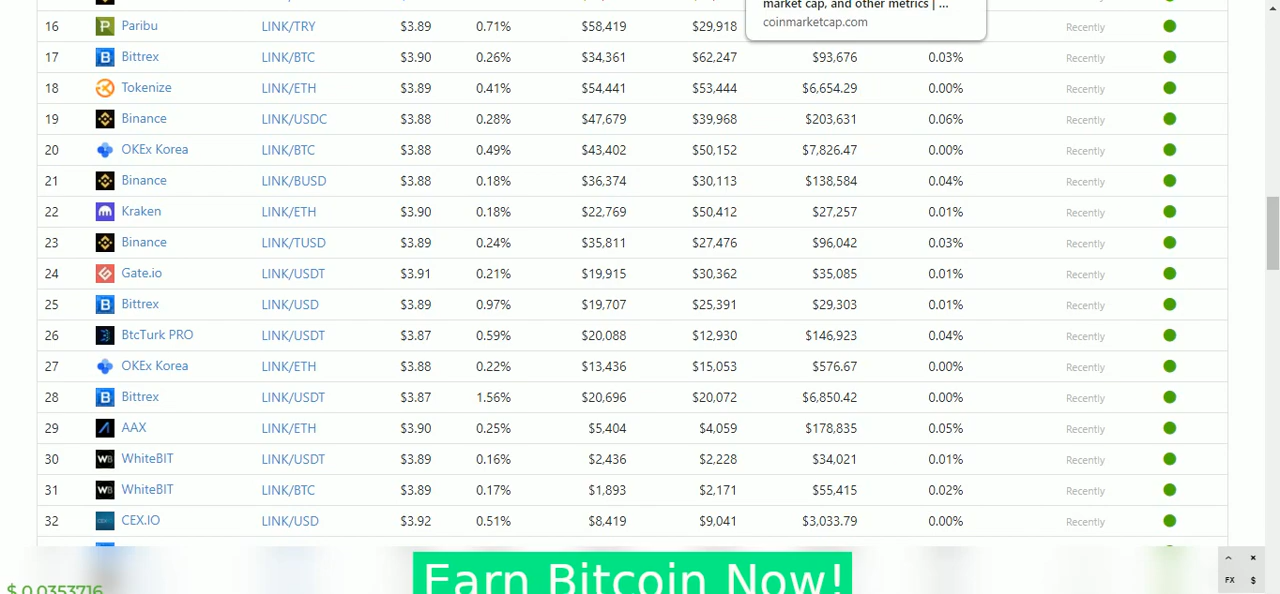 market cap, and other metrics | ...
coinmarketcap.com
16 Paribu LINK/TRY $3.89 0.71% $58,419 $29,918 Recently
17 Bittrex LINK/BTC $3.90 0.26% $34,361 $62,247 $93,676 0.03% Recently
18 Tokenize LINK/ETH $3.89 0.41% $54,441 $53,444 $6,654.29 0.00% Recently
19 Binance LINK/USDC $3.88 0.28% $47,679 $39,968 $203,631 0.06% Recently
20 OKEx Korea LINK/BTC $3.88 0.49% $43,402 $50,152 $7,826.47 0.00% Recently
21 Binance LINK/BUSD $3.88 0.18% $36,374 $30,113 $138,584 0.04% Recently
22 Kraken LINK/ETH $3.90 0.18% $22,769 $50,412 $27,257 0.01% Recently
23 Binance LINK/TUSD $3.89 0.24% $35,811 $27,476 $96,042 0.03% Recently
24 Gate.io LINK/USDT $3.91 0.21% $19,915 $30,362 $35,085 0.01% Recently
25 Bittrex LINK/USD $3.89 0.97% $19,707 $25,391 $29,303 0.01% Recently
26 BtcTurk PRO LINK/USDT $3.87 0.59% $20,088 $12,930 $146,923 0.04% Recently
27 OKEx Korea LINK/ETH $3.88 0.22% $13,436 $15,053 $576.67 0.00% Recently
28 Bittrex LINK/USDT $3.87 1.56% $20,696 $20,072 $6,850.42 0.00% Recently
29 AAX LINK/ETH $3.90 0.25% $5,404 $4,059 $178,835 0.05% Recently
30 WhiteBIT LINK/USDT $3.89 0.16% $2,436 $2,228 $34,021 0.01% Recently
31 WhiteBIT LINK/BTC $3.89 0.17% $1,893 $2,171 $55,415 0.02% Recently
32 CEX.IO LINK/USD $3.92 0.51% $8,419 $9,041 $3,033.79 0.00% Recently
Earn Bitcoin Now!
FX $
$ 0.0353716